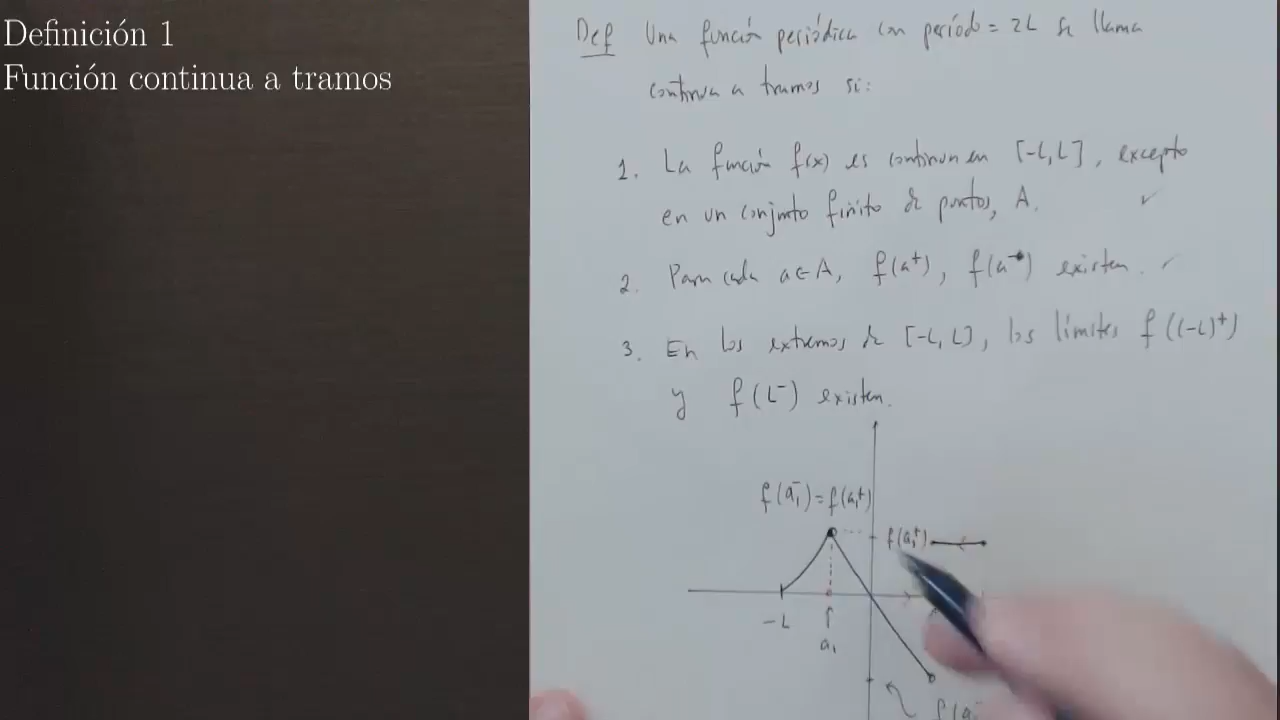 Definición 1
Función continua a tramos
Def Una función periódica con período = 2L se llama
continua a tramos si:
1. La función f(x) es continua en [-L, L], excepto
en un conjunto finito de puntos, A. ✓
2. Para cada a ∈ A, f(a⁺), f(a⁻) existen. ✓
3. En los extremos de [-L, L], los límites f((-L)⁺)
y f(L⁻) existen.
f(a₁⁻) = f(a₁⁺)
-L
a₁